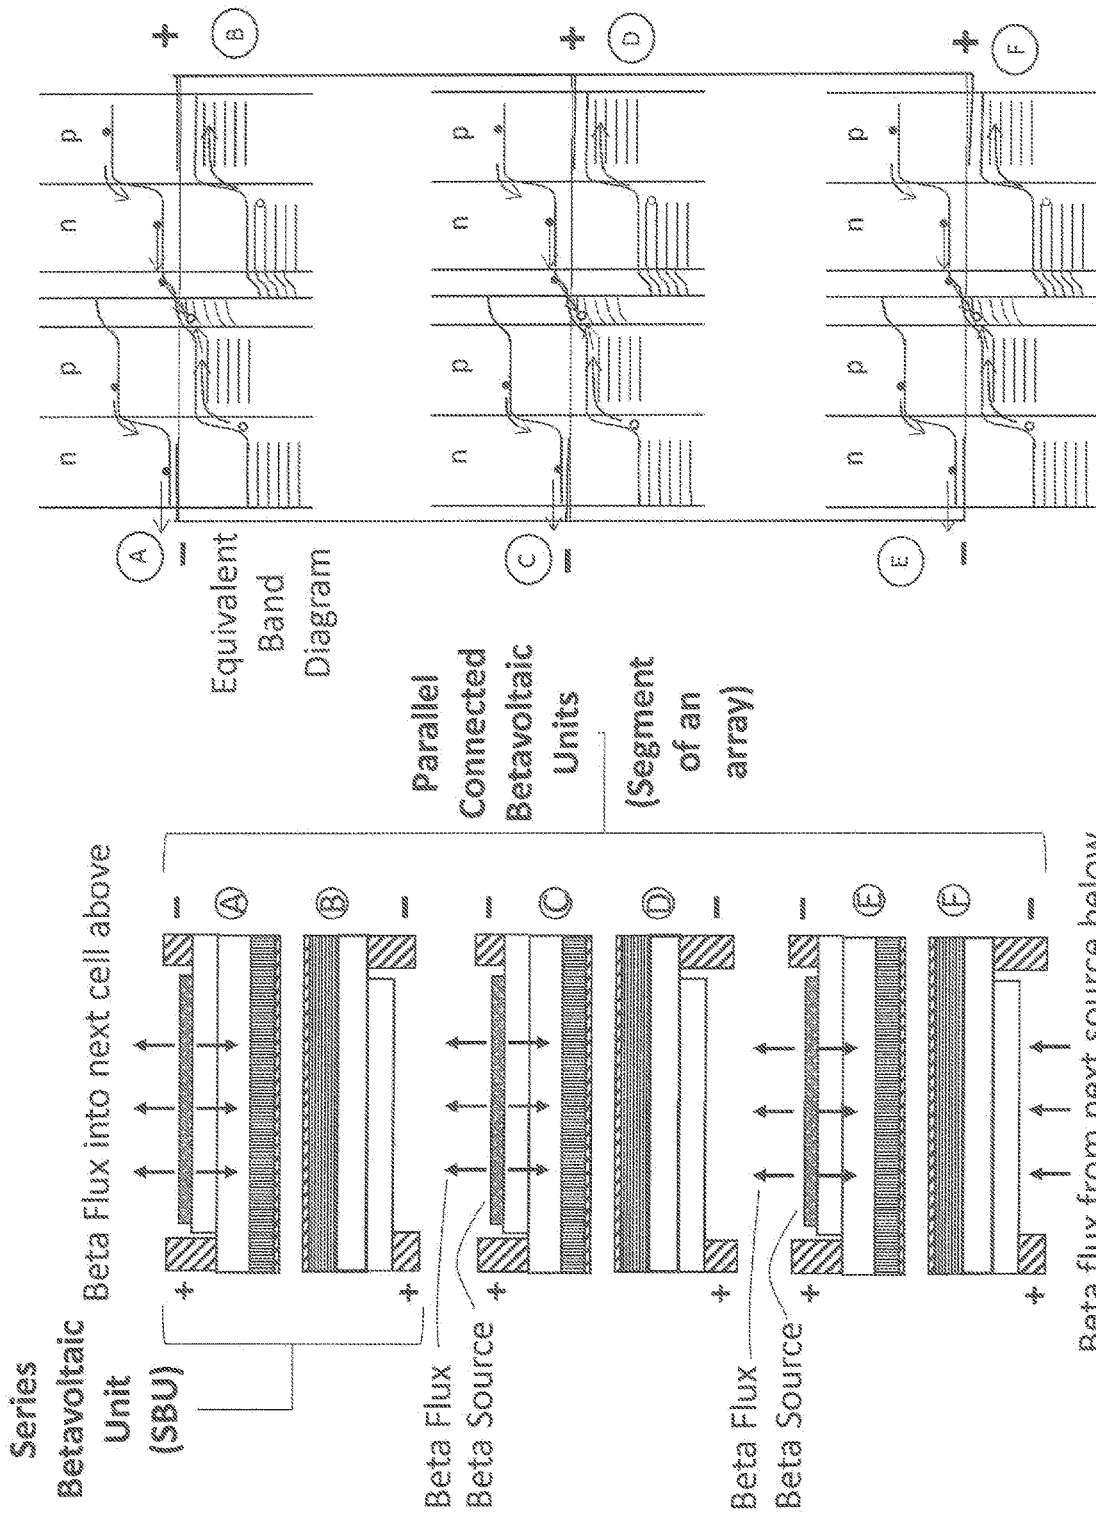 Series
Betavoltaic
Unit
(SBU)
Beta Flux into next cell above
+
−
A
B
+
−
Beta Flux
Beta Source
+
−
C
D
+
−
Beta Flux
Beta Source
+
−
E
F
+
−
Beta flux from next source below
Parallel
Connected
Betavoltaic
Units
(Segment
of an
array)
Equivalent
Band
Diagram
A
−
n
p
n
p
+
B
C
−
n
p
n
p
+
D
E
−
n
p
n
p
+
F